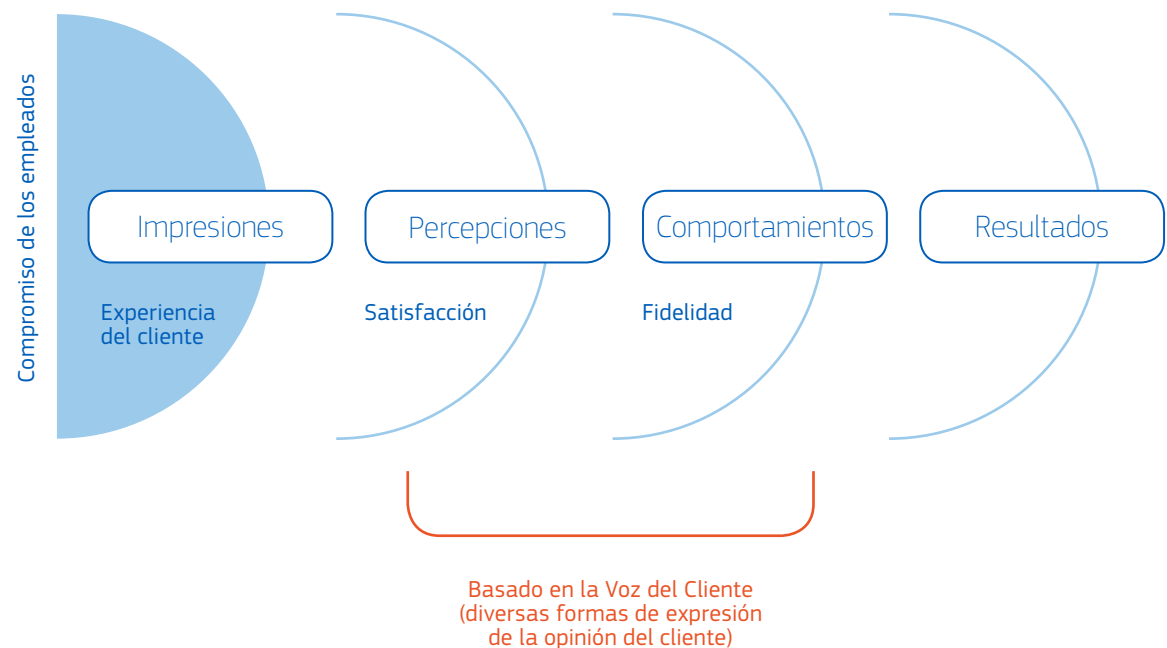 Compromiso de los empleados
Impresiones
Percepciones
Comportamientos
Resultados
Experiencia
del cliente
Satisfacción
Fidelidad
Basado en la Voz del Cliente
(diversas formas de expresión
de la opinión del cliente)